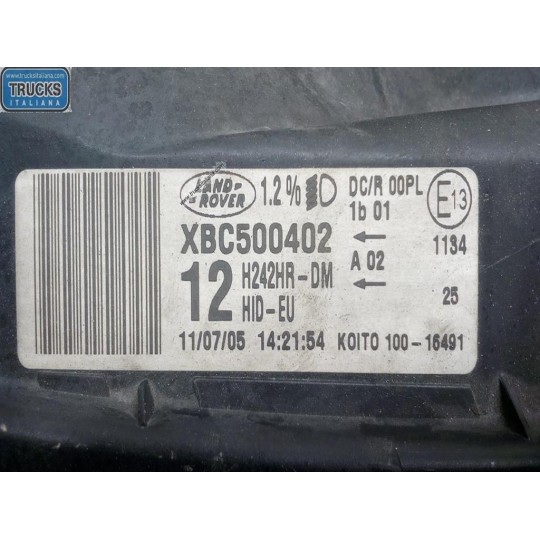 www.trucksitaliana.com
TRUCKS
ITALIANA
LAND-
ROVER
1.2%
DC/R 00PL
1b 01
E13
XBC500402
←
1134
12
H242HR-DM
A 02
←
HID-EU
25
11/07/05 14:21:54 KOITO 100-16491